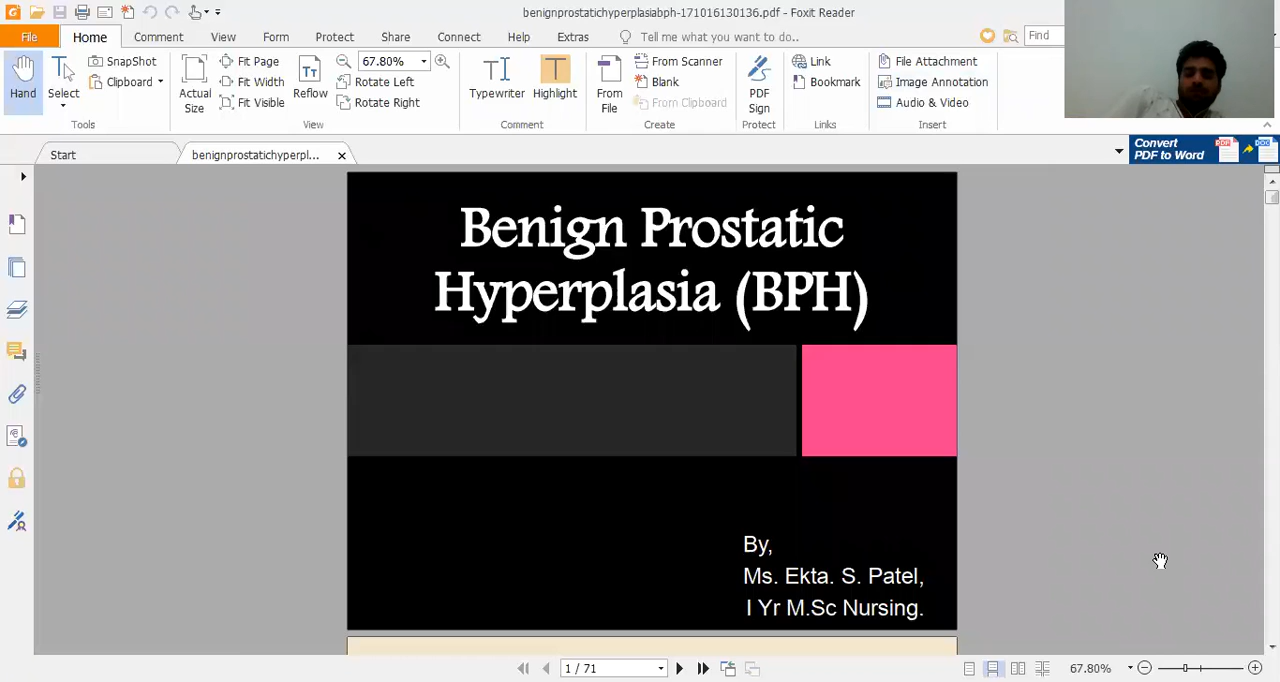 benignprostatichyperplasiabph-171016130136.pdf - Foxit Reader
File Home Comment View Form Protect Share Connect Help Extras Tell me what you want to do.. Find
Hand
Select
SnapShot
Clipboard
Tools
Actual Size
Fit Page
Fit Width
Fit Visible
Reflow
67.80%
Rotate Left
Rotate Right
View
Typewriter
Highlight
Comment
From File
From Scanner
Blank
From Clipboard
Create
PDF Sign
Protect
Link
Bookmark
Links
File Attachment
Image Annotation
Audio & Video
Insert
Start
benignprostatichyperpl...
Convert
PDF to Word
Benign Prostatic
Hyperplasia (BPH)
By,
Ms. Ekta. S. Patel,
I Yr M.Sc Nursing.
1 / 71
67.80%